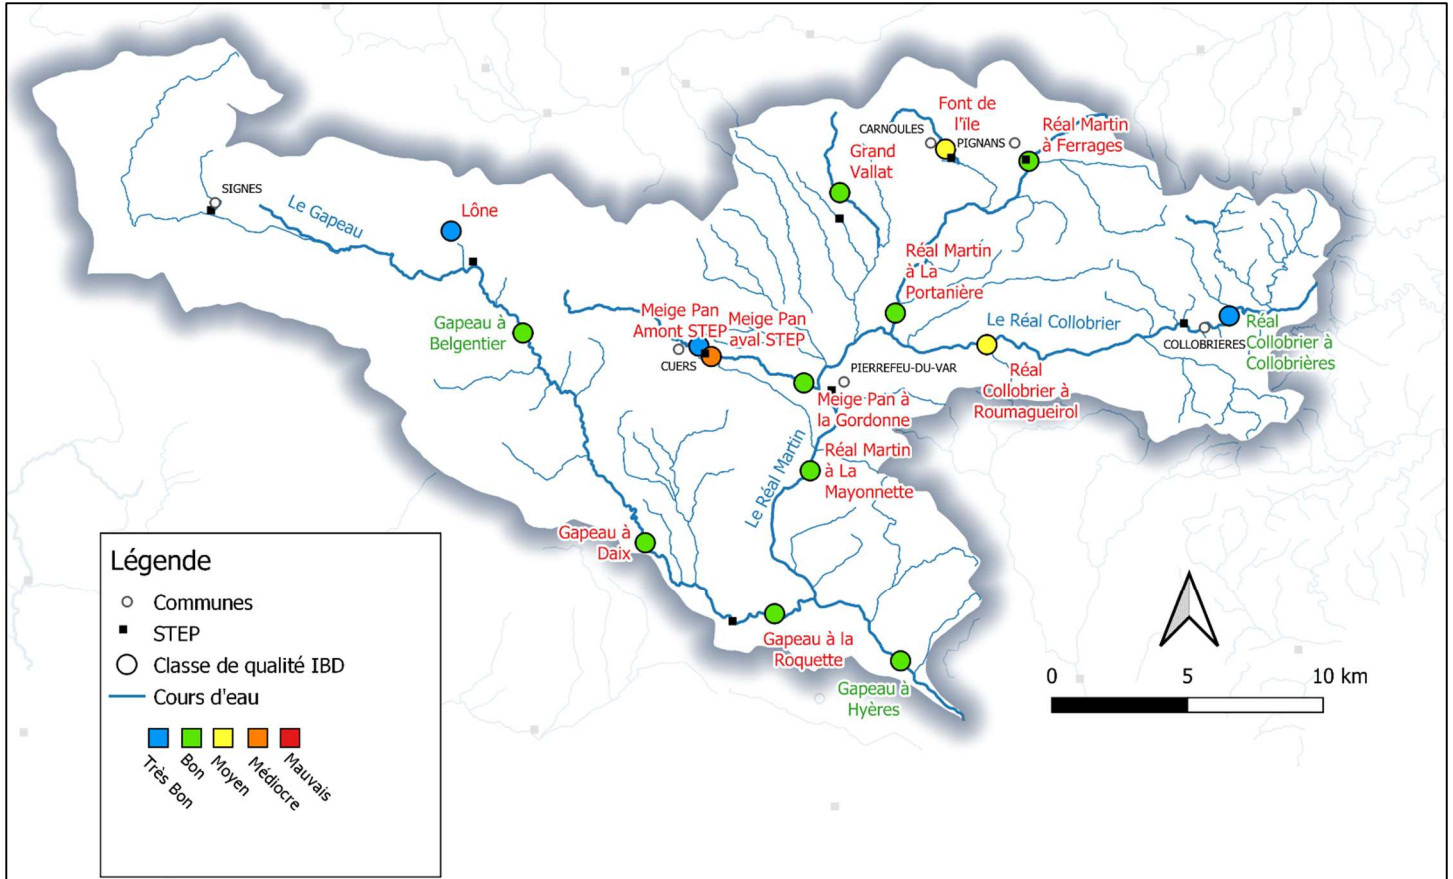 Font de
l'île
CARNOULES
PIGNANS
Réal Martin
à Ferrages
Grand
Vallat
SIGNES
Le Gapeau
Lône
Réal Martin
à La
Portanière
Meige Pan
Amont STEP
Meige Pan
aval STEP
Gapeau à
Belgentier
Le Réal Collobrier
Réal
Collobrier à
Collobrières
COLLOBRIÈRES
CUERS
PIERREFEU-DU-VAR
Réal
Collobrier à
Roumagueirol
Meige Pan à
la Gordonne
Le Réal Martin
Réal Martin
à La
Mayonnette
Gapeau à
Daix
Gapeau à la
Roquette
Gapeau à
Hyères
Légende
Communes
STEP
Classe de qualité IBD
Cours d'eau
Très Bon
Bon
Moyen
Médiocre
Mauvais
0 5 10 km